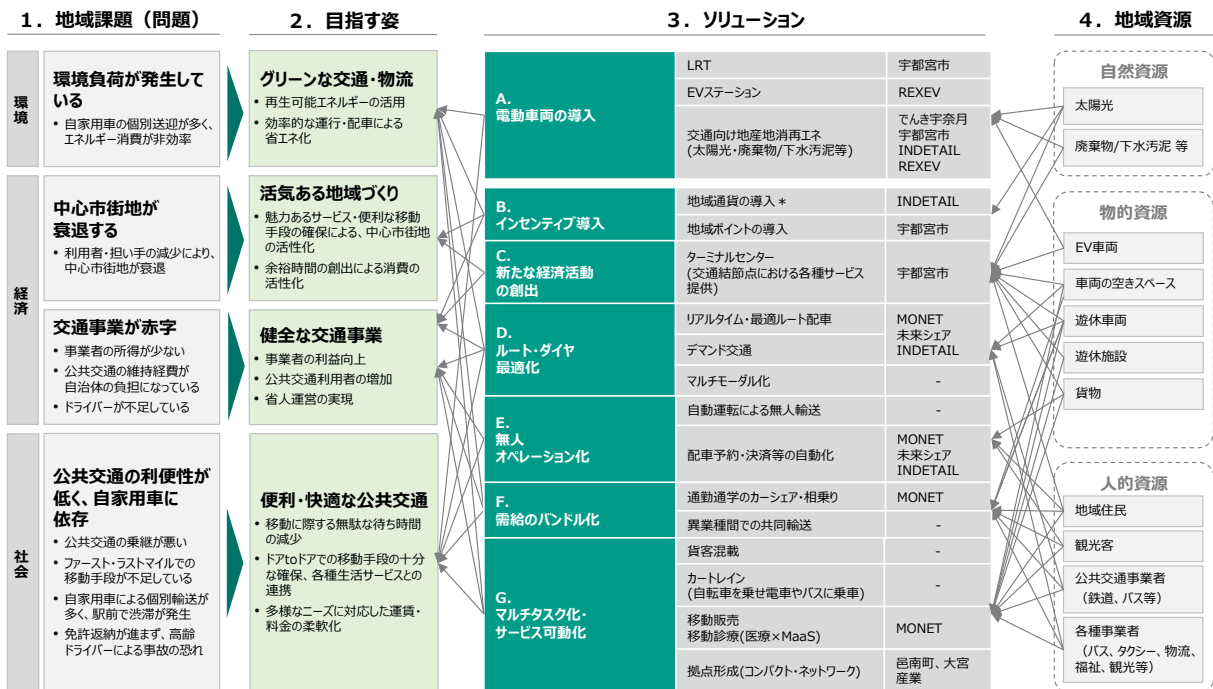 1．地域課題（問題）
2．目指す姿
3．ソリューション
4．地域資源
環境
環境負荷が発生して
いる
• 自家用車の個別送迎が多く、
エネルギー消費が非効率
経済
中心市街地が
衰退する
• 利用者・担い手の減少により、
中心市街地が衰退
交通事業が赤字
• 事業者の所得が少ない
• 公共交通の維持経費が
自治体の負担になっている
• ドライバーが不足している
社会
公共交通の利便性が
低く、自家用車に
依存
• 公共交通の乗継が悪い
• ファースト・ラストマイルでの
移動手段が不足している
• 自家用車による個別輸送が
多く、駅前で渋滞が発生
• 免許返納が進まず、高齢
ドライバーによる事故の恐れ
グリーンな交通・物流
• 再生可能エネルギーの活用
• 効率的な運行・配車による
省エネ化
活気ある地域づくり
• 魅力あるサービス・便利な移動
手段の確保による、中心市街地
の活性化
• 余裕時間の創出による消費の
活性化
健全な交通事業
• 事業者の利益向上
• 公共交通利用者の増加
• 省人運営の実現
便利・快適な公共交通
• 移動に際する無駄な待ち時間
の減少
• ドアtoドアでの移動手段の十分
な確保、各種生活サービスとの
連携
• 多様なニーズに対応した運賃・
料金の柔軟化
A.
電動車両の導入
LRT
宇都宮市
EVステーション
REXEV
交通向け地産地消再エネ
(太陽光・廃棄物/下水汚泥等)
でんき宇奈月
宇都宮市
INDETAIL
REXEV
B.
インセンティブ導入
地域通貨の導入＊
INDETAIL
地域ポイントの導入
宇都宮市
C.
新たな経済活動
の創出
ターミナルセンター
(交通結節点における各種サービス
提供)
宇都宮市
D.
ルート・ダイヤ
最適化
リアルタイム・最適ルート配車
デマンド交通
MONET
未来シェア
INDETAIL
マルチモーダル化
-
E.
無人
オペレーション化
自動運転による無人輸送
-
配車予約・決済等の自動化
MONET
未来シェア
INDETAIL
F.
需給のバンドル化
通勤通学のカーシェア・相乗り
MONET
異業種間での共同輸送
-
G.
マルチタスク化・
サービス可動化
貨客混載
-
カートレイン
(自転車を乗せ電車やバスに乗車)
-
移動販売
移動診療(医療×MaaS)
MONET
拠点形成(コンパクト・ネットワーク)
邑南町、大宮
産業
自然資源
太陽光
廃棄物/下水汚泥 等
物的資源
EV車両
車両の空きスペース
遊休車両
遊休施設
貨物
人的資源
地域住民
観光客
公共交通事業者
（鉄道、バス等）
各種事業者
（バス、タクシー、物流、
福祉、観光等）